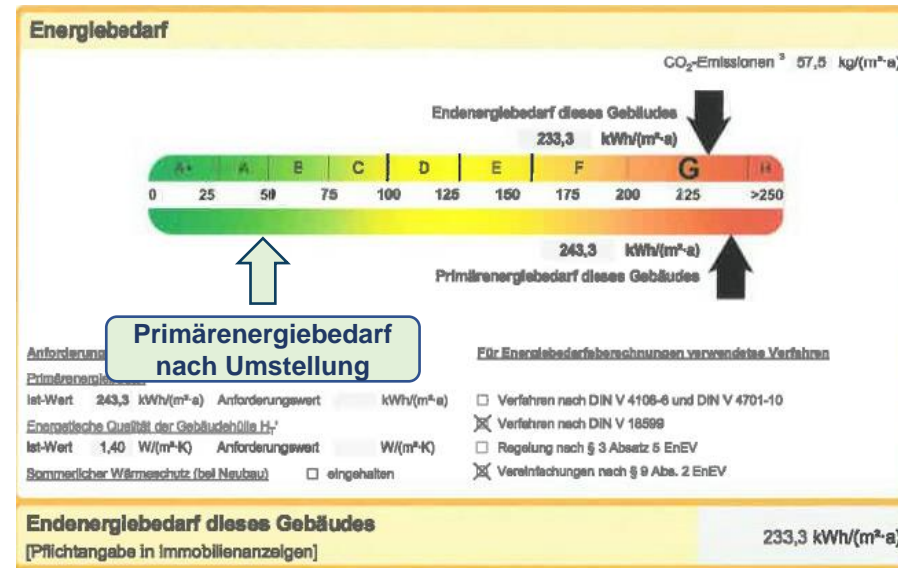 Energiebedarf
CO₂-Emissionen ³ 57,5 kg/(m²·a)
Endenergiebedarf dieses Gebäudes
233,3 kWh/(m²·a)
A+ A B C D E F G H
0 25 50 75 100 125 150 175 200 225 >250
243,3 kWh/(m²·a)
Primärenergiebedarf dieses Gebäudes
Primärenergiebedarf
nach Umstellung
Für Energiebedarfsberechnungen verwendetes Verfahren
Ist-Wert 243,3 kWh/(m²·a) Anforderungswert kWh/(m²·a)
☐ Verfahren nach DIN V 4108-6 und DIN V 4701-10
Energetische Qualität der Gebäudehülle H_T'
☒ Verfahren nach DIN V 18599
Ist-Wert 1,40 W/(m²·K) Anforderungswert W/(m²·K)
☐ Regelung nach § 3 Absatz 5 EnEV
Sommerlicher Wärmeschutz (bei Neubau) ☐ eingehalten
☒ Vereinfachungen nach § 9 Abs. 2 EnEV
Endenergiebedarf dieses Gebäudes
[Pflichtangabe in Immobilienanzeigen]
233,3 kWh/(m²·a)